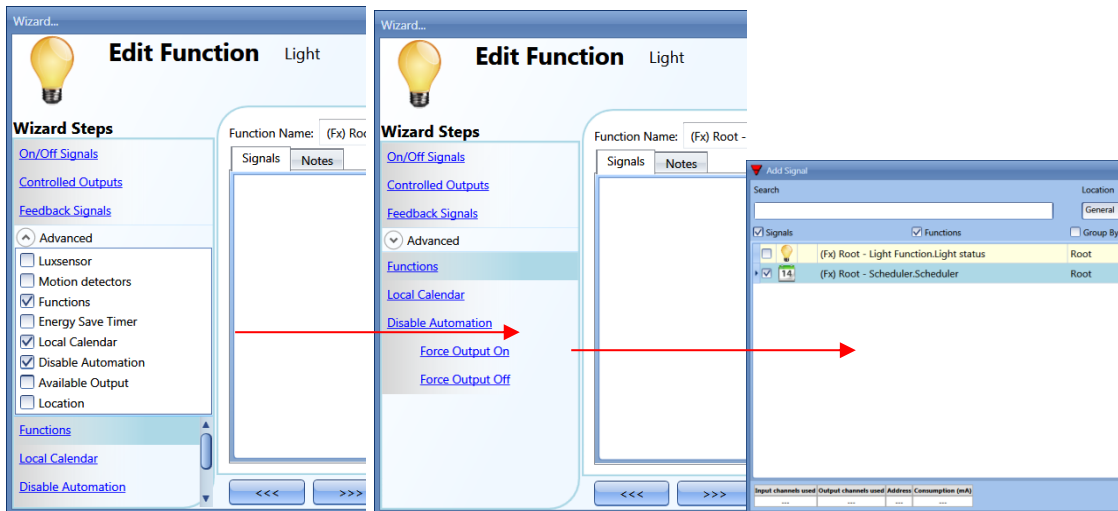 Wizard...
Edit Function Light
Wizard Steps
On/Off Signals
Controlled Outputs
Feedback Signals
Advanced
Luxsensor
Motion detectors
Functions
Energy Save Timer
Local Calendar
Disable Automation
Available Output
Location
Functions
Local Calendar
Disable Automation
Function Name: (Fx) Roo
Signals Notes
<<< >>>
Wizard...
Edit Function Light
Wizard Steps
On/Off Signals
Controlled Outputs
Feedback Signals
Advanced
Functions
Local Calendar
Disable Automation
Force Output On
Force Output Off
Function Name: (Fx) Root -
Signals Notes
<<< >>>
Add Signal
Search Location
General
Signals Functions Group By
(Fx) Root - Light Function.Light status Root
14 (Fx) Root - Scheduler.Scheduler Root
Input channels used Output channels used Address Consumption (mA)
--- --- --- ---